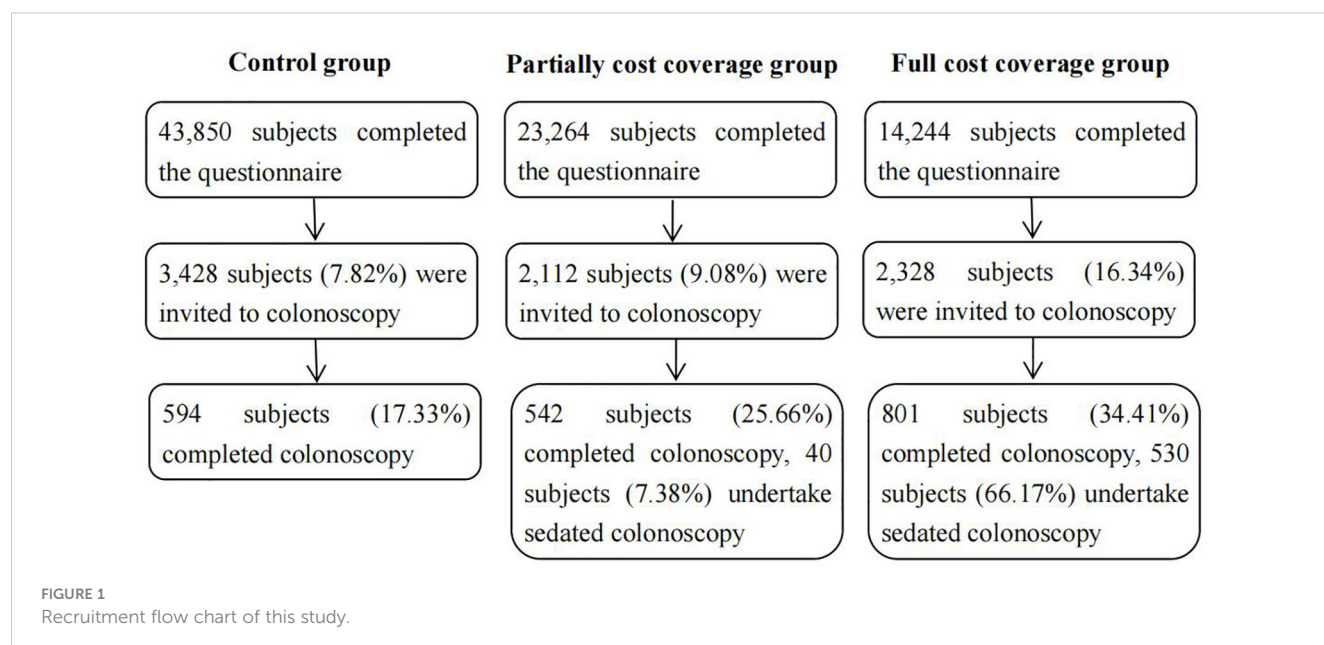 Control group
43,850 subjects completed
the questionnaire
3,428 subjects (7.82%) were
invited to colonoscopy
594 subjects (17.33%)
completed colonoscopy
Partially cost coverage group
23,264 subjects completed
the questionnaire
2,112 subjects (9.08%) were
invited to colonoscopy
542 subjects (25.66%)
completed colonoscopy, 40
subjects (7.38%) undertake
sedated colonoscopy
Full cost coverage group
14,244 subjects completed
the questionnaire
2,328 subjects (16.34%)
were invited to colonoscopy
801 subjects (34.41%)
completed colonoscopy, 530
subjects (66.17%) undertake
sedated colonoscopy
FIGURE 1
Recruitment flow chart of this study.